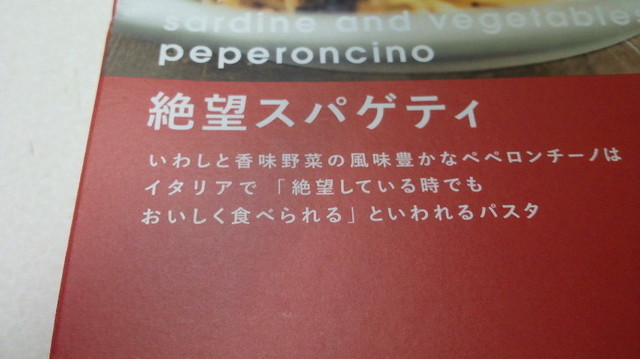 sardine and vegetables
peperoncino
絶望スパゲティ
いわしと香味野菜の風味豊かなペペロンチーノは
イタリアで「絶望している時でも
おいしく食べられる」といわれるパスタ